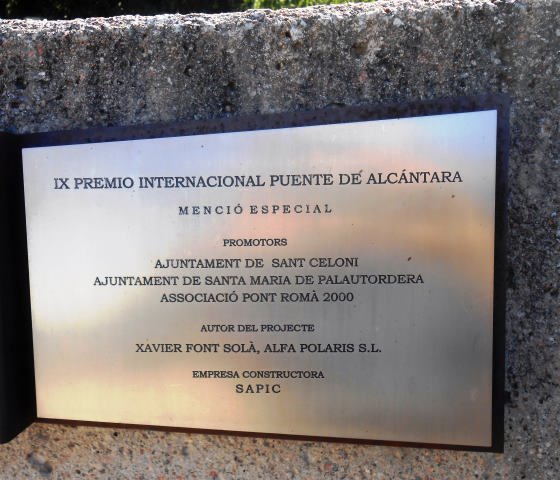 IX PREMIO INTERNACIONAL PUENTE DE ALCÁNTARA
MENCIÓ ESPECIAL
PROMOTORS
AJUNTAMENT DE SANT CELONI
AJUNTAMENT DE SANTA MARIA DE PALAUTORDERA
ASSOCIACIÓ PONT ROMÀ 2000
AUTOR DEL PROJECTE
XAVIER FONT SOLÀ, ALFA POLARIS S.L.
EMPRESA CONSTRUCTORA
SAPIC